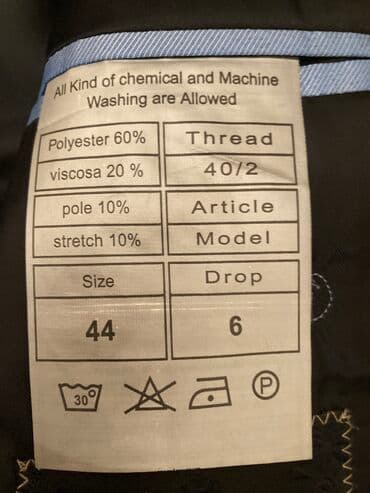 All Kind of chemical and Machine
Washing are Allowed
Polyester 60% Thread
viscosa 20 % 40/2
pole 10% Article
stretch 10% Model
Size Drop
44 6
30° P